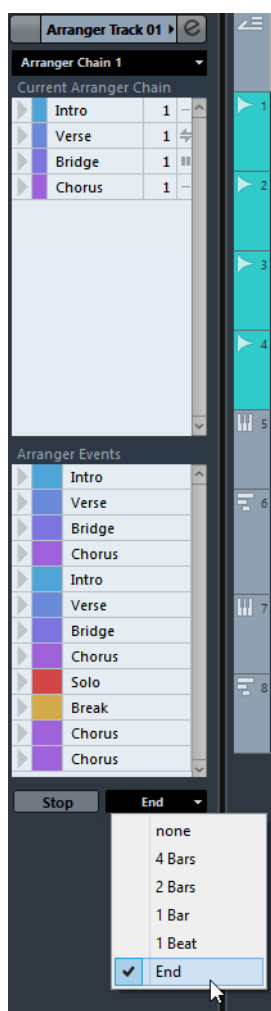 Arranger Track 01
Arranger Chain 1
Current Arranger Chain
Intro 1
Verse 1
Bridge 1
Chorus 1
Arranger Events
Intro
Verse
Bridge
Chorus
Intro
Verse
Bridge
Chorus
Solo
Break
Chorus
Chorus
Stop End
none
4 Bars
2 Bars
1 Bar
1 Beat
End
1
2
3
4
5
6
7
8